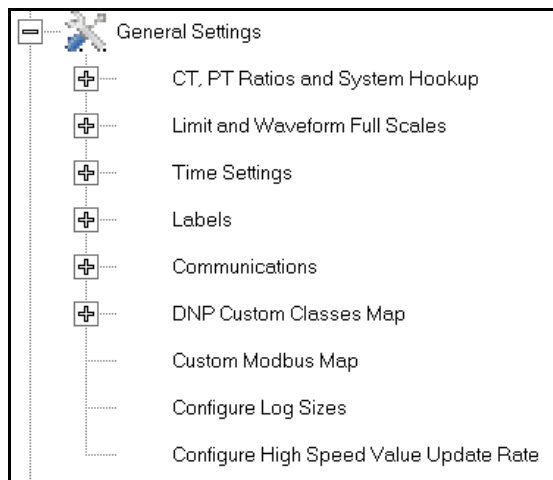 General Settings
CT, PT Ratios and System Hookup
Limit and Waveform Full Scales
Time Settings
Labels
Communications
DNP Custom Classes Map
Custom Modbus Map
Configure Log Sizes
Configure High Speed Value Update Rate